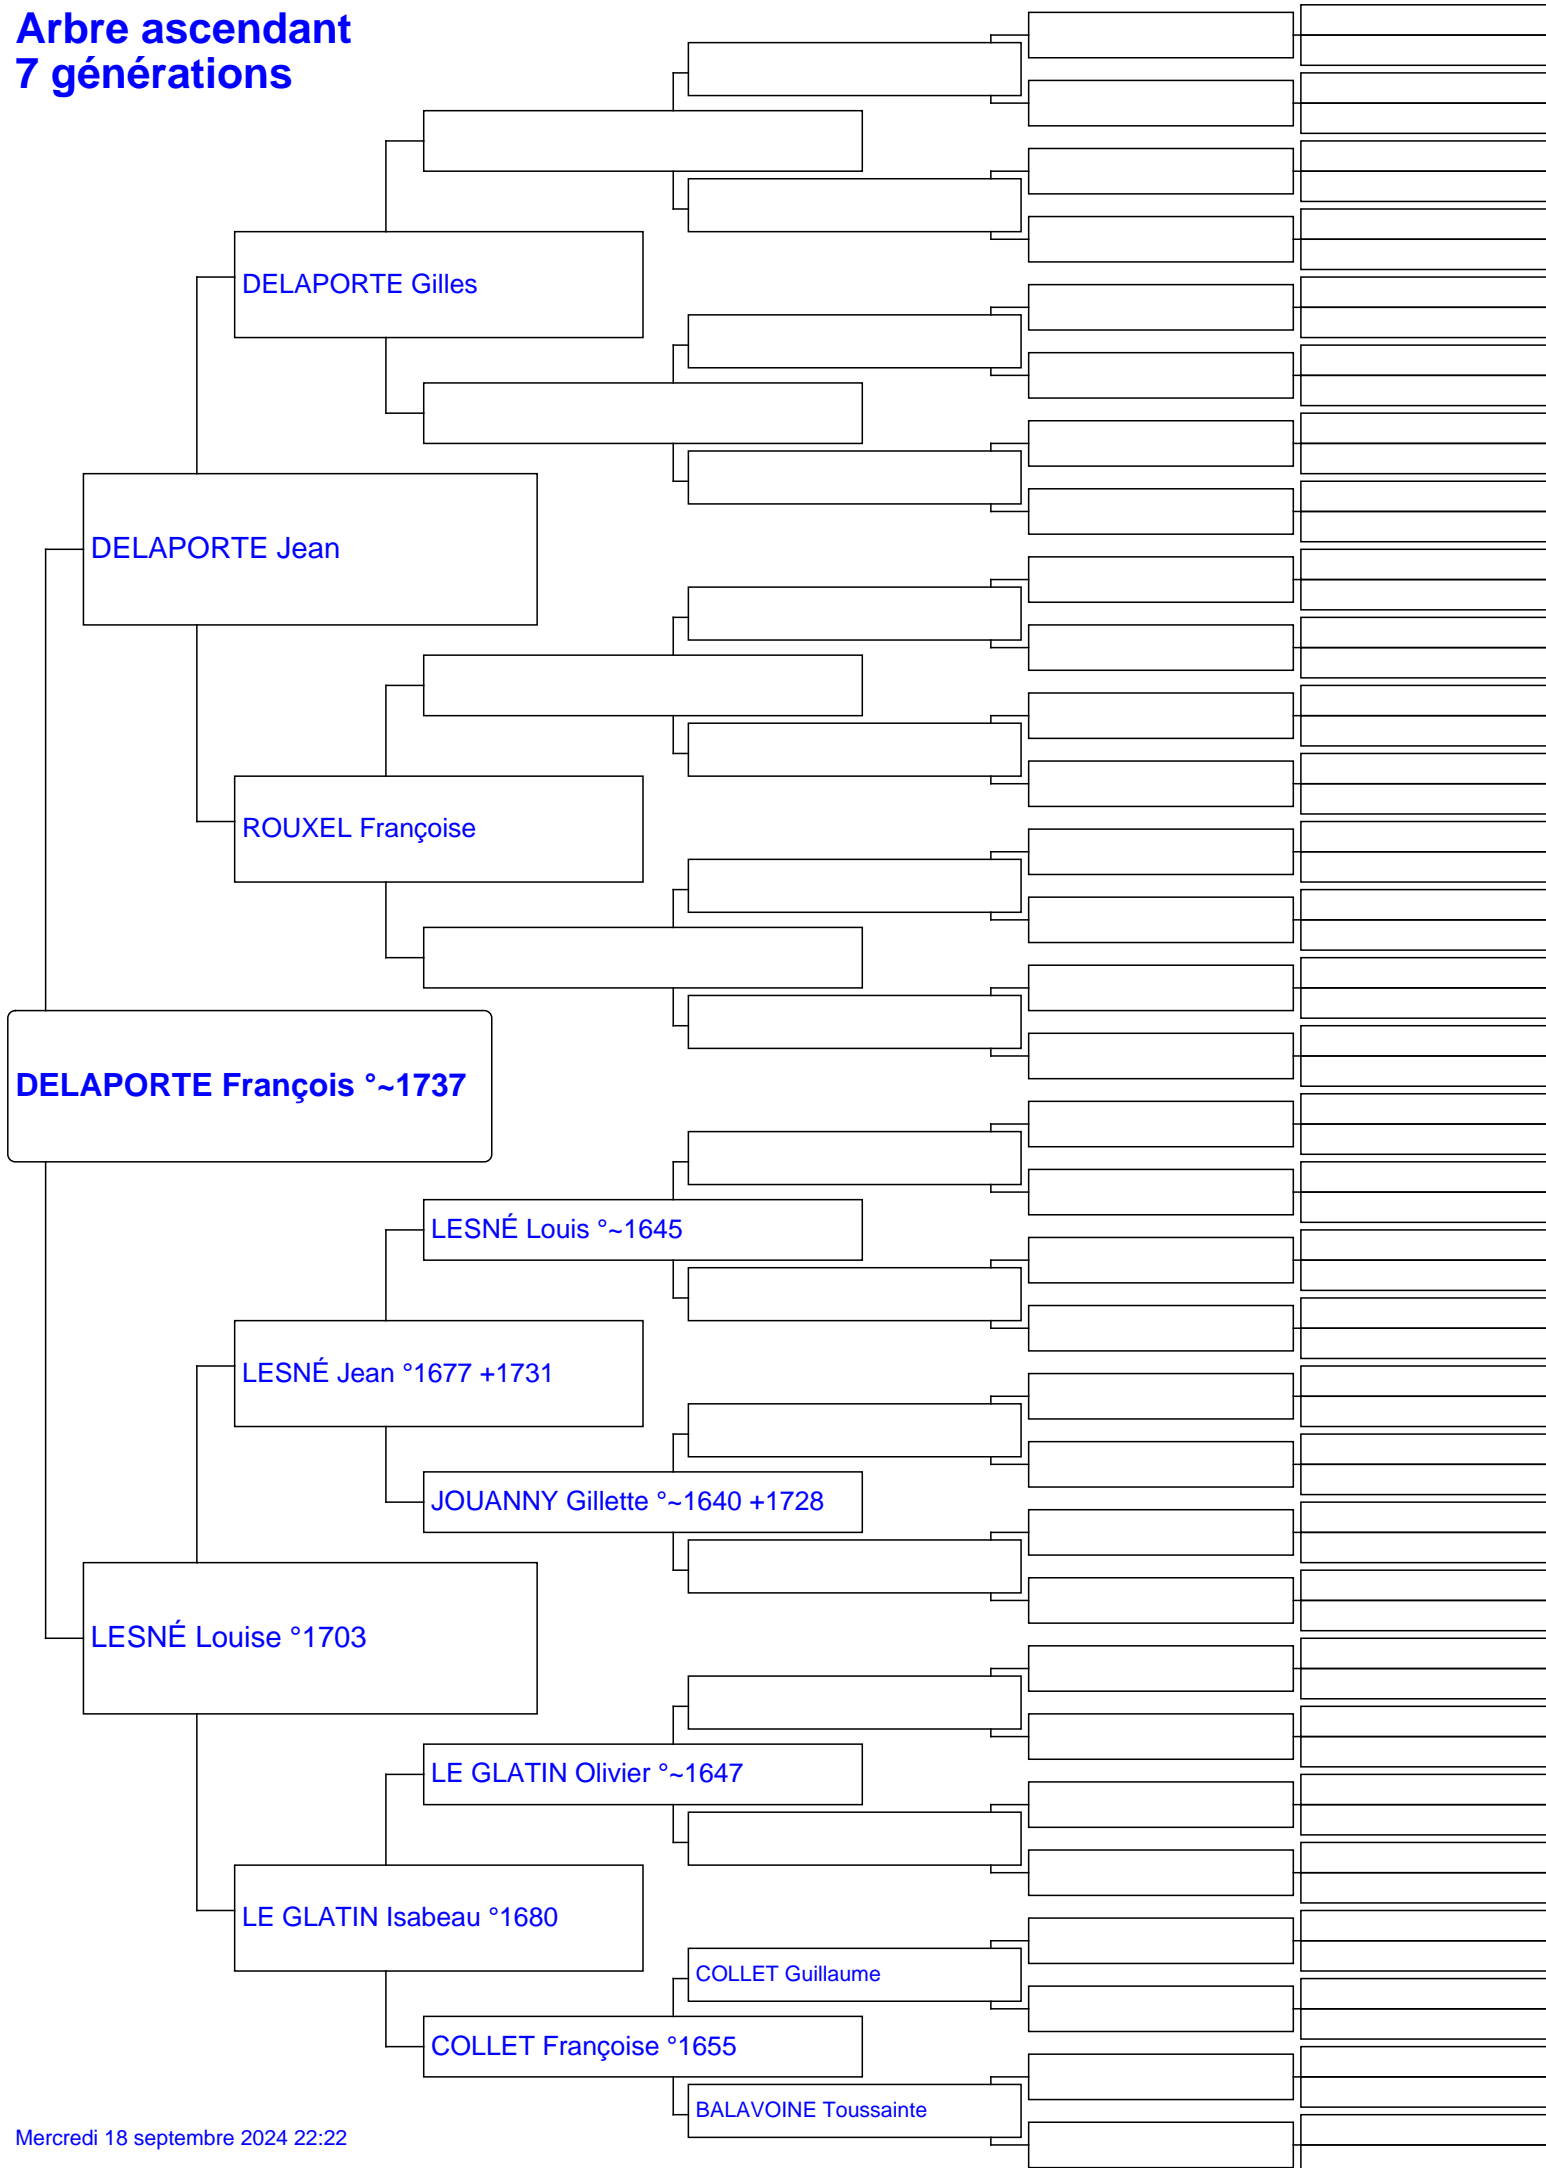 Arbre ascendant
7 générations
DELAPORTE Gilles
DELAPORTE Jean
ROUXEL Françoise
DELAPORTE François °~1737
LESNÉ Louis °~1645
LESNÉ Jean °1677 +1731
JOUANNY Gillette °~1640 +1728
LESNÉ Louise °1703
LE GLATIN Olivier °~1647
LE GLATIN Isabeau °1680
COLLET Guillaume
COLLET Françoise °1655
BALAVOINE Toussainte
Mercredi 18 septembre 2024 22:22